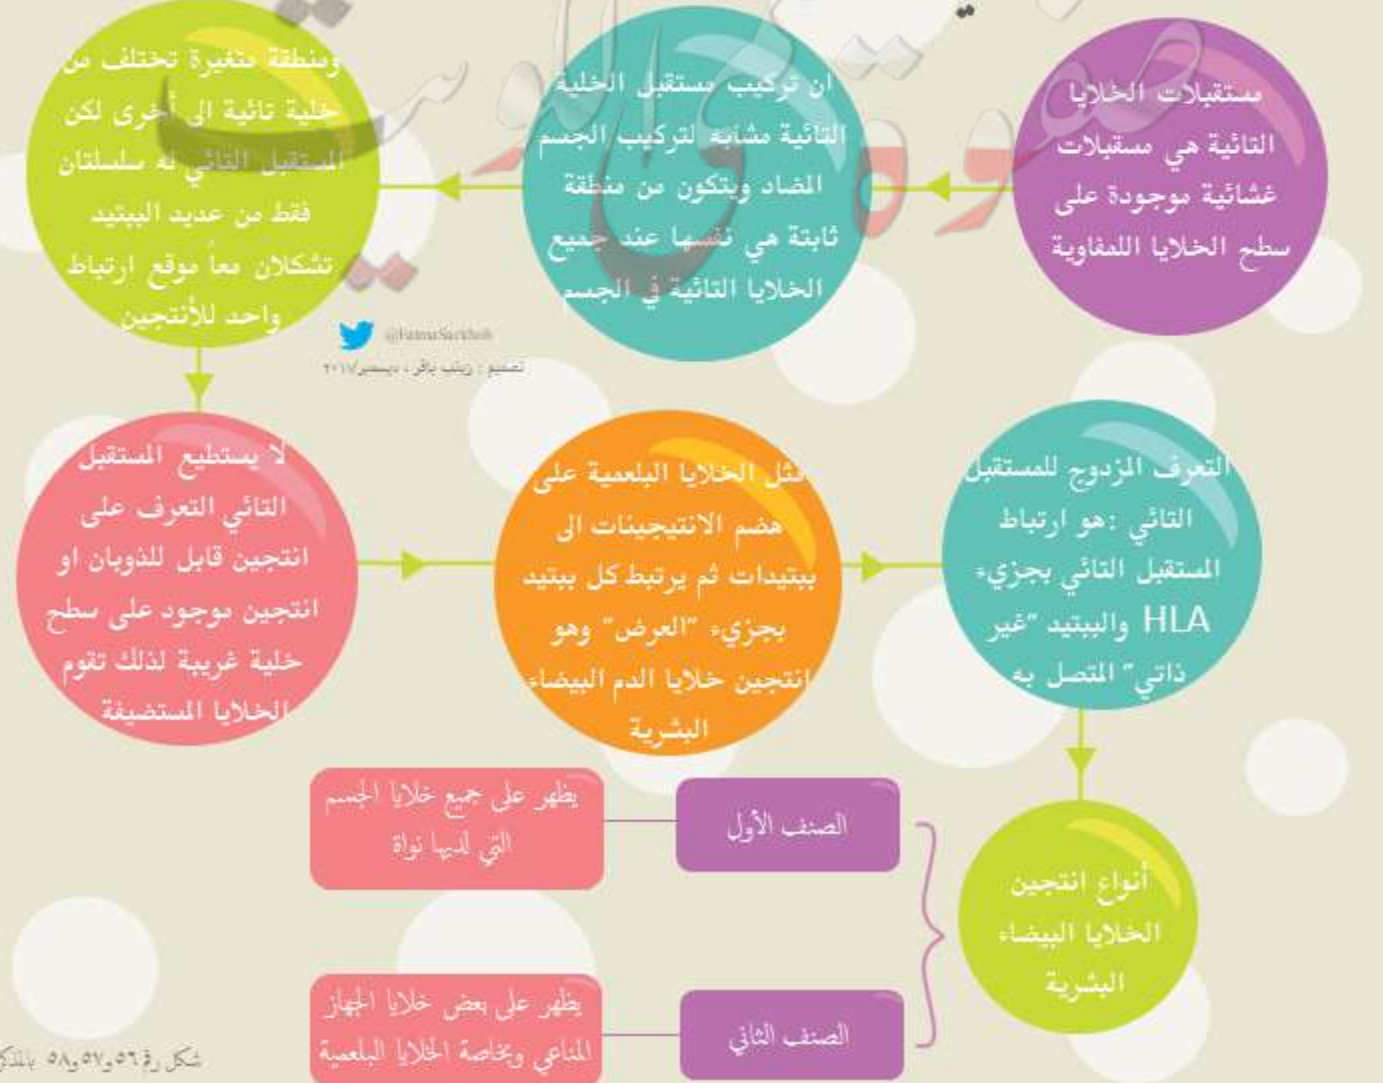 مستقبلات الخلايا
التائية هي مسقبلات
غشائية موجودة على
سطح الخلايا اللمفاوية
ان تركيب مستقبل الخلية
التائية مشابه لتركيب الجسم
المضاد ويتكون من منطقة
ثابتة هي نفسها عند جميع
الخلايا التائية في الجسم
ومنطقة متغيرة تختلف من
خلية تائية الى أخرى لكن
المستقبل التائي له سلسلتان
فقط من عديد الببتيد
تشكلان معاً موقع ارتباط
واحد للأنتجين
تصميم : زينب باقر ، ديسمبر٢٠١٧
لا يستطيع المستقبل
التائي التعرف على
انتجين قابل للذوبان او
انتجين موجود على سطح
خلية غريبة لذلك تقوم
الخلايا المستضيفة
مثل الخلايا البلعمية على
هضم الانتيجينات الى
ببتيدات ثم يرتبط كل ببتيد
بجزيء "العرض" وهو
انتجين خلايا الدم البيضاء
البشرية
التعرف المزدوج للمستقبل
التائي :هو ارتباط
المستقبل التائي بجزيء
HLA والببتيد "غير
ذاتي" المتصل به
أنواع انتجين
الخلايا البيضاء
البشرية
الصنف الأول
يظهر على جميع خلايا الجسم
التي لديها نواة
الصنف الثاني
يظهر على بعض خلايا الجهاز
المناعي وبخاصة الخلايا البلعمية
شكل رقم ٥٦و٥٧و٥٨